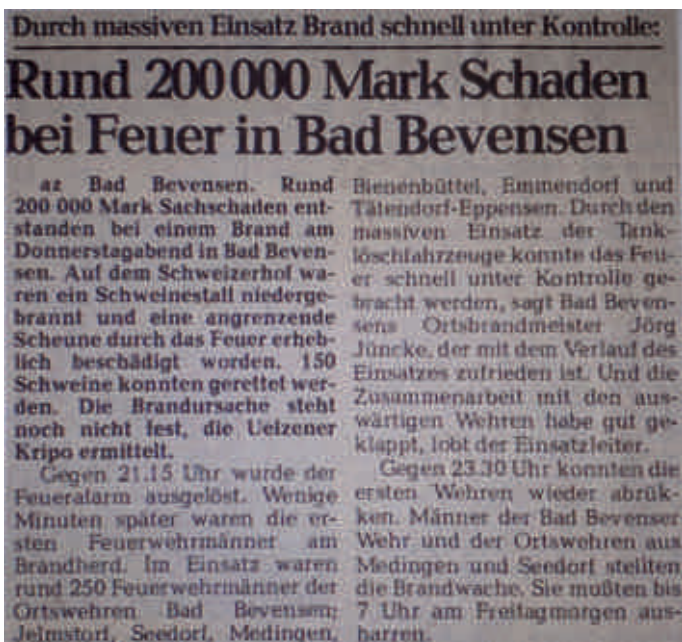 Durch massiven Einsatz Brand schnell unter Kontrolle:
Rund 200 000 Mark Schaden
bei Feuer in Bad Bevensen
az Bad Bevensen. Rund
200 000 Mark Sachschaden ent-
standen bei einem Brand am
Donnerstagabend in Bad Beven-
sen. Auf dem Schweizerhof wa-
ren ein Schweinestall niederge-
brannt und eine angrenzende
Scheune durch das Feuer erheb-
lich beschädigt worden. 150
Schweine konnten gerettet wer-
den. Die Brandursache steht
noch nicht fest, die Uelzener
Kripo ermittelt.
Gegen 21.15 Uhr wurde der
Feueralarm ausgelöst. Wenige
Minuten später waren die er-
sten Feuerwehrmänner am
Brandherd. Im Einsatz waren
rund 250 Feuerwehrmänner der
Ortswehren Bad Bevensen,
Jelmstorf, Seedorf, Medingen,
Bienenbüttel, Emmendorf und
Tätendorf-Eppensen. Durch den
massiven Einsatz der Tank-
löschfahrzeuge konnte das Feu-
er schnell unter Kontrolle ge-
bracht werden, sagt Bad Beven-
sens Ortsbrandmeister Jörg
Jüncke, der mit dem Verlauf des
Einsatzes zufrieden ist. Und die
Zusammenarbeit mit den aus-
wärtigen Wehren habe gut ge-
klappt, lobt der Einsatzleiter.
Gegen 23.30 Uhr konnten die
ersten Wehren wieder abrük-
ken. Männer der Bad Bevenser
Wehr und der Ortswehren aus
Medingen und Seedorf stellten
die Brandwache. Sie mußten bis
7 Uhr am Freitagmorgen aus-
harren.